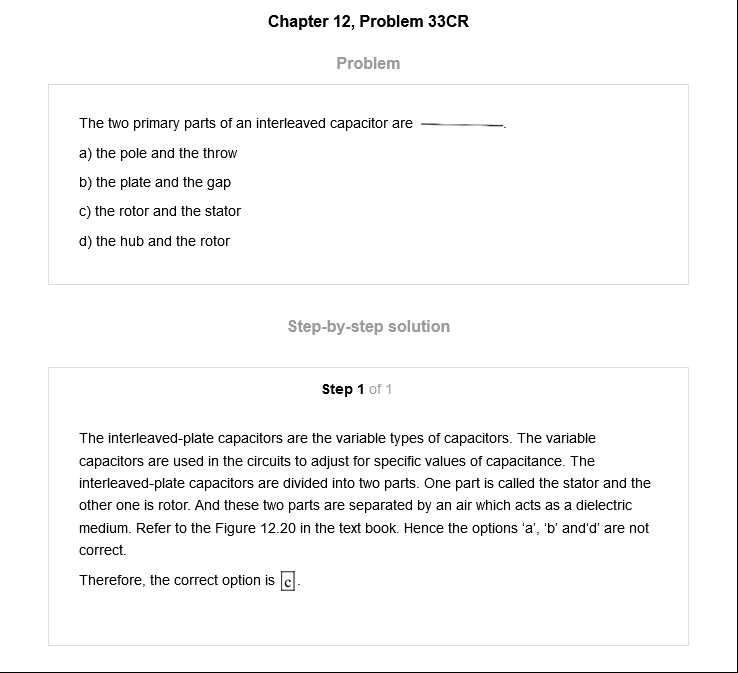 Chapter 12, Problem 33CR
Problem
The two primary parts of an interleaved capacitor are ________.
a) the pole and the throw
b) the plate and the gap
c) the rotor and the stator
d) the hub and the rotor
Step-by-step solution
Step 1 of 1
The interleaved-plate capacitors are the variable types of capacitors. The variable
capacitors are used in the circuits to adjust for specific values of capacitance. The
interleaved-plate capacitors are divided into two parts. One part is called the stator and the
other one is rotor. And these two parts are separated by an air which acts as a dielectric
medium. Refer to the Figure 12.20 in the text book. Hence the options ‘a’, ‘b’ and‘d’ are not
correct.
Therefore, the correct option is c.